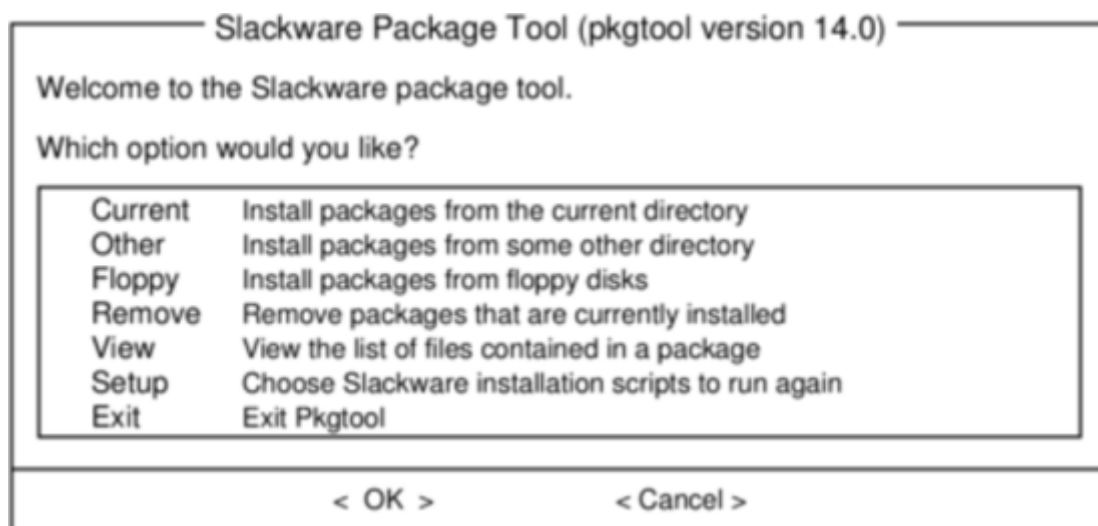 Slackware Package Tool (pkgtool version 14.0)
Welcome to the Slackware package tool.
Which option would you like?
Current Install packages from the current directory
Other Install packages from some other directory
Floppy Install packages from floppy disks
Remove Remove packages that are currently installed
View View the list of files contained in a package
Setup Choose Slackware installation scripts to run again
Exit Exit Pkgtool
< OK > < Cancel >